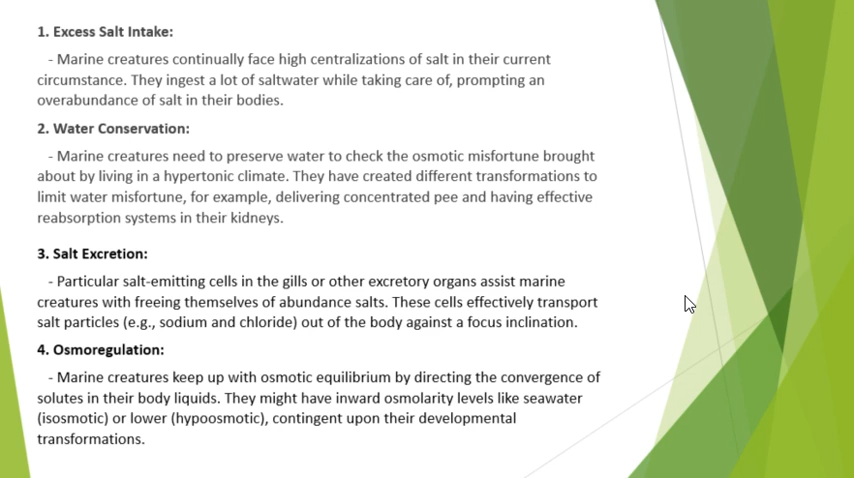 1. Excess Salt Intake:
- Marine creatures continually face high centralizations of salt in their current
circumstance. They ingest a lot of saltwater while taking care of, prompting an
overabundance of salt in their bodies.
2. Water Conservation:
- Marine creatures need to preserve water to check the osmotic misfortune brought
about by living in a hypertonic climate. They have created different transformations to
limit water misfortune, for example, delivering concentrated pee and having effective
reabsorption systems in their kidneys.
3. Salt Excretion:
- Particular salt-emitting cells in the gills or other excretory organs assist marine
creatures with freeing themselves of abundance salts. These cells effectively transport
salt particles (e.g., sodium and chloride) out of the body against a focus inclination.
4. Osmoregulation:
- Marine creatures keep up with osmotic equilibrium by directing the convergence of
solutes in their body liquids. They might have inward osmolarity levels like seawater
(isosmotic) or lower (hypoosmotic), contingent upon their developmental
transformations.